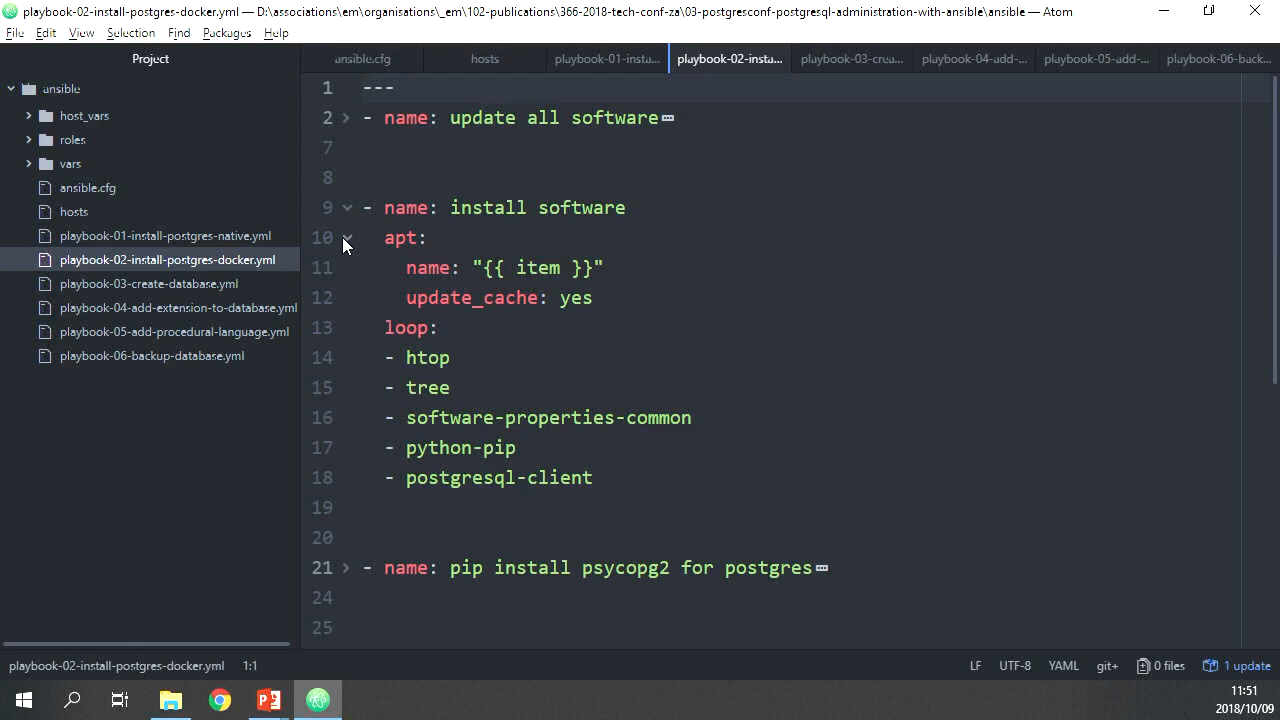 playbook-02-install-postgres-docker.yml — D:\associations\em\organisations\_em\102-publications\366-2018-tech-conf-za\03-postgresconf-postgresql-administration-with-ansible\ansible — Atom
File Edit View Selection Find Packages Help
Project
ansible.cfg hosts playbook-01-insta... playbook-02-insta... playbook-03-crea... playbook-04-add-... playbook-05-add-... playbook-06-back...
ansible
host_vars
roles
vars
ansible.cfg
hosts
playbook-01-install-postgres-native.yml
playbook-02-install-postgres-docker.yml
playbook-03-create-database.yml
playbook-04-add-extension-to-database.yml
playbook-05-add-procedural-language.yml
playbook-06-backup-database.yml
1 ---
2 - name: update all software
7
8
9 - name: install software
10 apt:
11 name: "{{ item }}"
12 update_cache: yes
13 loop:
14 - htop
15 - tree
16 - software-properties-common
17 - python-pip
18 - postgresql-client
19
20
21 - name: pip install psycopg2 for postgres
24
25
playbook-02-install-postgres-docker.yml 1:1 LF UTF-8 YAML git+ 0 files 1 update
11:51
2018/10/09